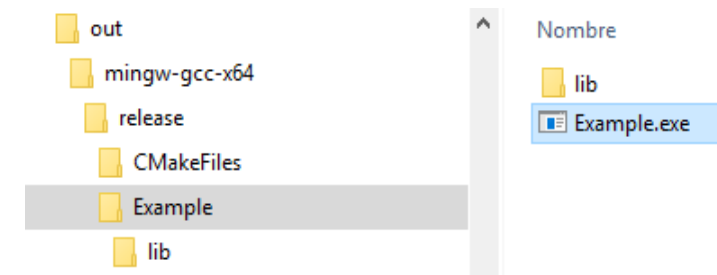 out
mingw-gcc-x64
release
CMakeFiles
Example
lib
Nombre
lib
Example.exe